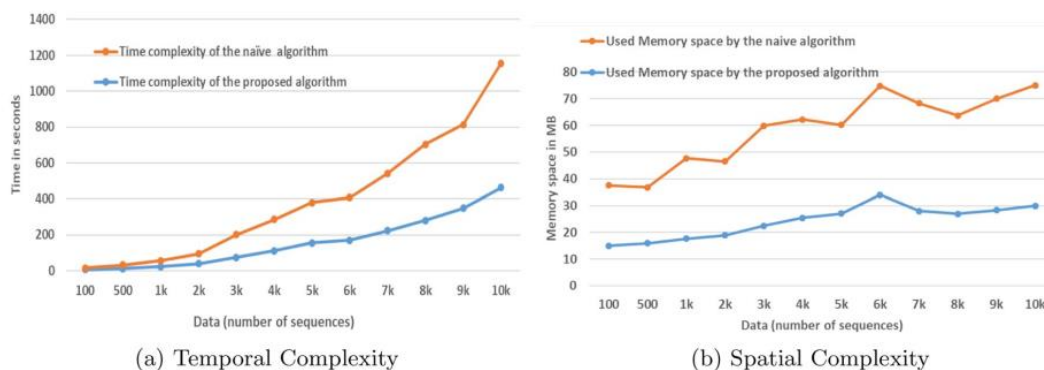 1400
1200
1000
800
600
400
200
0
Time in seconds
Time complexity of the naïve algorithm
Time complexity of the proposed algorithm
100 500 1k 2k 3k 4k 5k 6k 7k 8k 9k 10k
Data (number of sequences)
(a) Temporal Complexity
Used Memory space by the naive algorithm
Used Memory space by the proposed algorithm
80
70
60
50
40
30
20
10
0
Memory space in MB
100 500 1k 2k 3k 4k 5k 6k 7k 8k 9k 10k
Data (number of sequences)
(b) Spatial Complexity